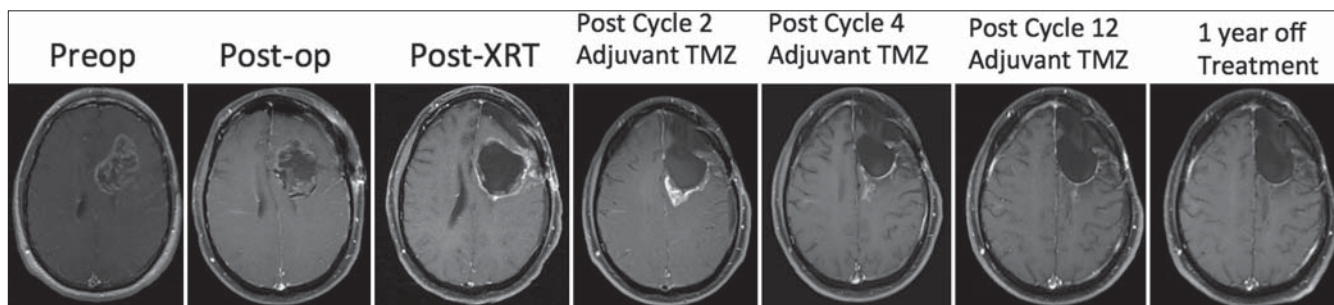 Preop
Post-op
Post-XRT
Post Cycle 2
Adjuvant TMZ
Post Cycle 4
Adjuvant TMZ
Post Cycle 12
Adjuvant TMZ
1 year off
Treatment